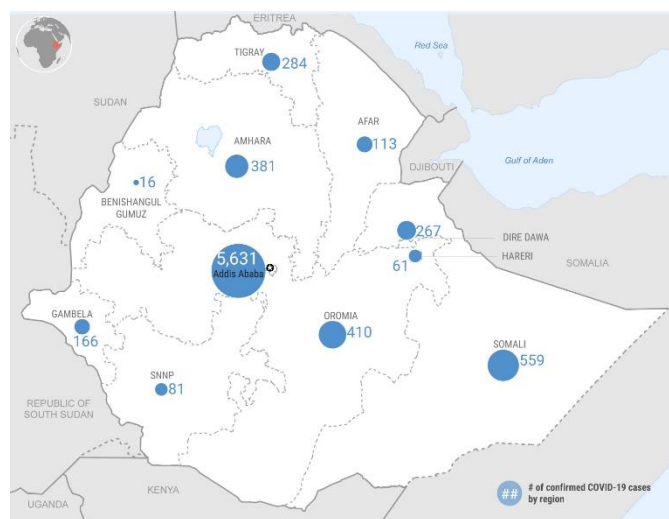 ERITREA
Red Sea
TIGRAY
284
SUDAN
AFAR
113
AMHARA
381
DJIBOUTI
Gulf of Aden
16
BENISHANGUL
GUMUZ
267
DIRE DAWA
61
HARERI
5,631
Addis Ababa
SOMALIA
GAMBELA
166
OROMIA
410
SOMALI
559
SNNP
81
REPUBLIC OF
SOUTH SUDAN
UGANDA
KENYA
##
# of confirmed COVID-19 cases
by region